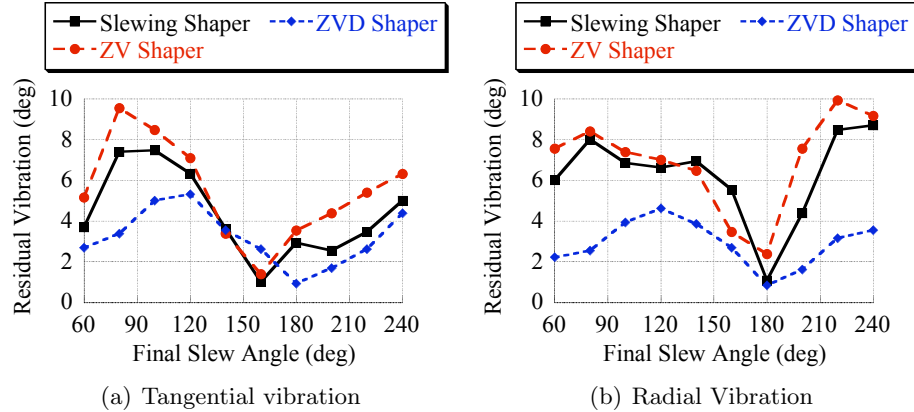 Slewing Shaper
ZVD Shaper
ZV Shaper
Residual Vibration (deg)
10
8
6
4
2
0
60 90 120 150 180 210 240
Final Slew Angle (deg)
(a) Tangential vibration
Slewing Shaper
ZVD Shaper
ZV Shaper
Residual Vibration (deg)
10
8
6
4
2
0
60 90 120 150 180 210 240
Final Slew Angle (deg)
(b) Radial Vibration